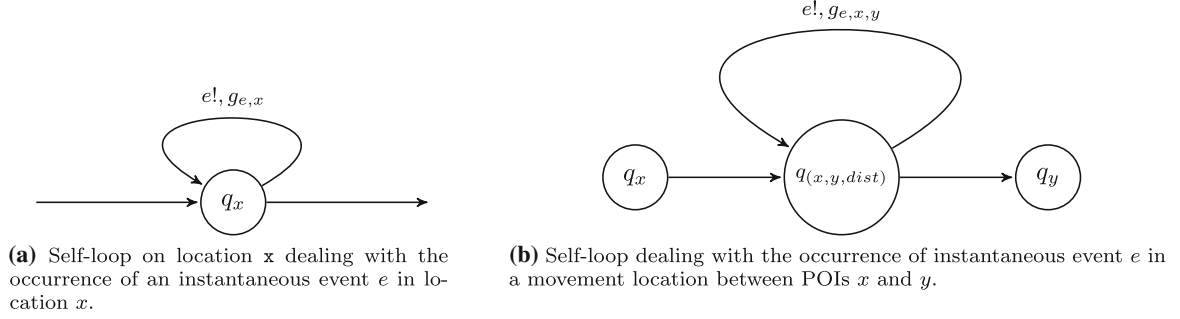 e!, g_{e,x}
q_x
(a) Self-loop on location x dealing with the
occurrence of an instantaneous event e in lo-
cation x.
e!, g_{e,x,y}
q_x
q_{(x,y,dist)}
q_y
(b) Self-loop dealing with the occurrence of instantaneous event e in
a movement location between POIs x and y.